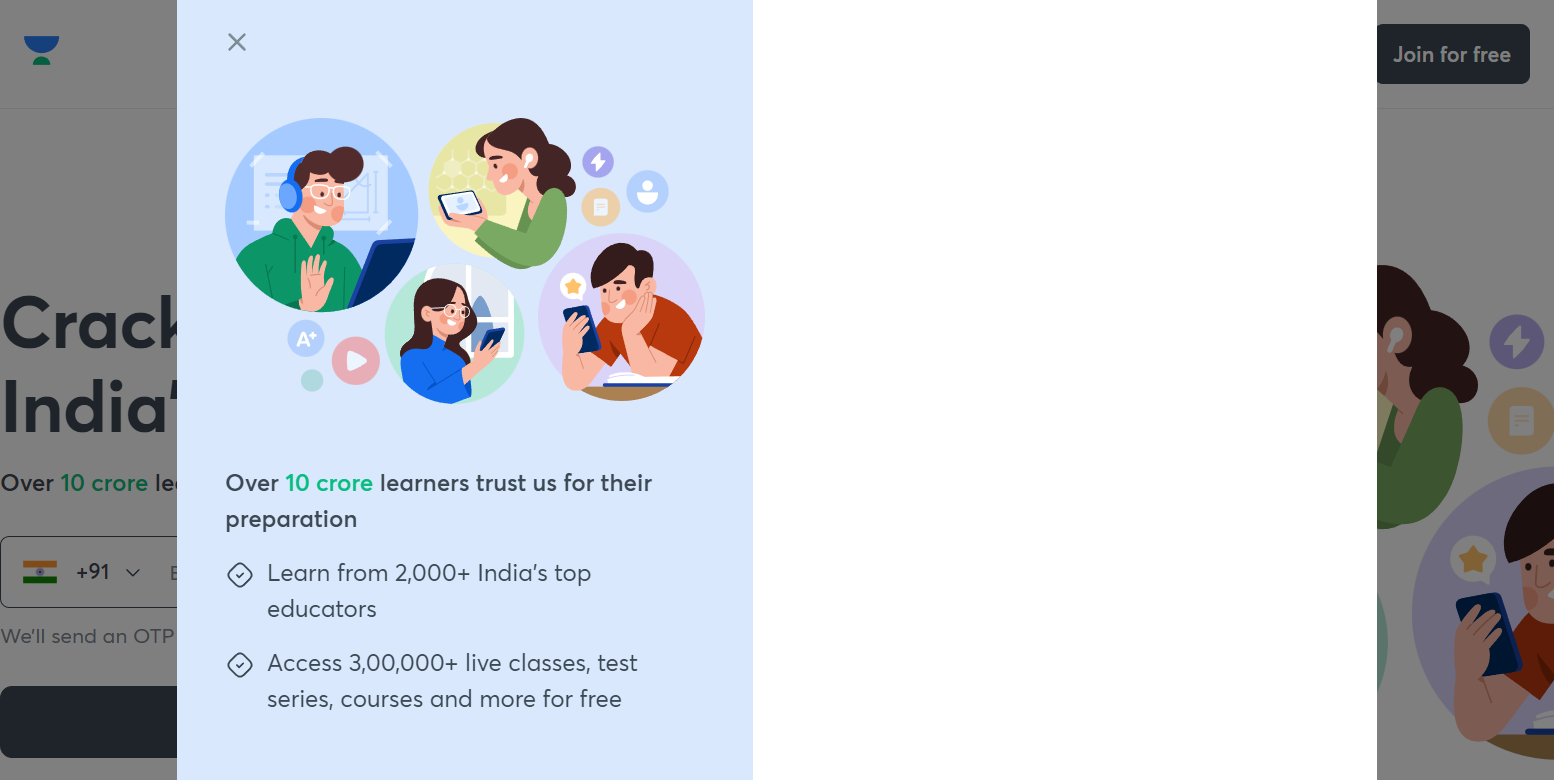 Join for free
Crack
India'
Over 10 crore
+91
We'll send an OTP
Over 10 crore learners trust us for their
preparation
Learn from 2,000+ India's top
educators
Access 3,00,000+ live classes, test
series, courses and more for free
A+